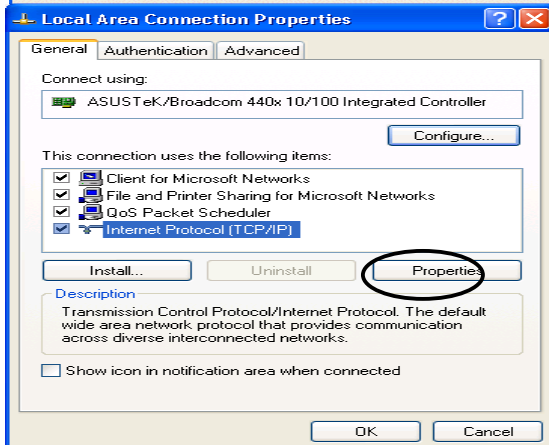 Local Area Connection Properties
General Authentication Advanced
Connect using:
ASUSTeK/Broadcom 440x 10/100 Integrated Controller
Configure...
This connection uses the following items:
Client for Microsoft Networks
File and Printer Sharing for Microsoft Networks
QoS Packet Scheduler
Internet Protocol (TCP/IP)
Install... Uninstall Properties
Description
Transmission Control Protocol/Internet Protocol. The default
wide area network protocol that provides communication
across diverse interconnected networks.
Show icon in notification area when connected
OK Cancel